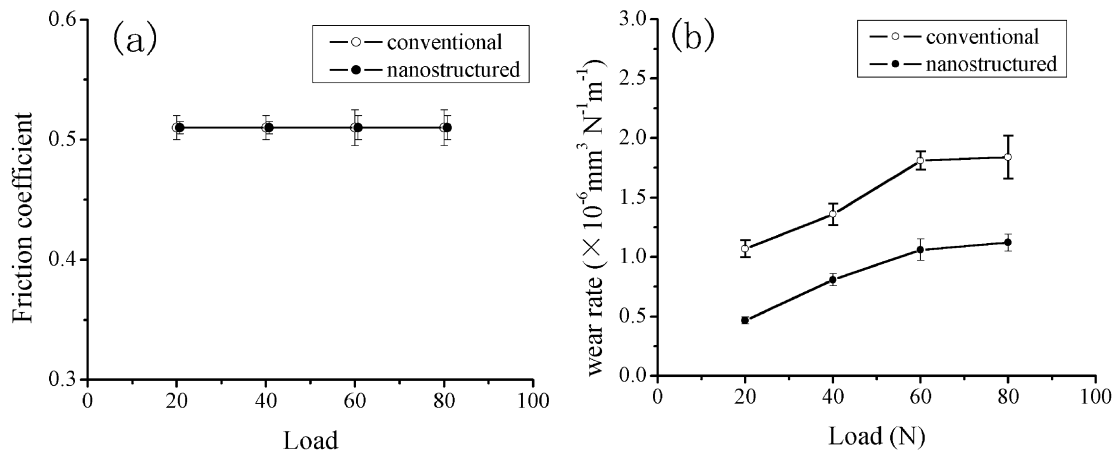 (a)
conventional
nanostructured
Friction coefficient
0.6
0.5
0.4
0.3
0 20 40 60 80 100
Load
(b)
conventional
nanostructured
wear rate (×10⁻⁶mm³ N⁻¹m⁻¹)
3.0
2.5
2.0
1.5
1.0
0.5
0.0
0 20 40 60 80 100
Load (N)